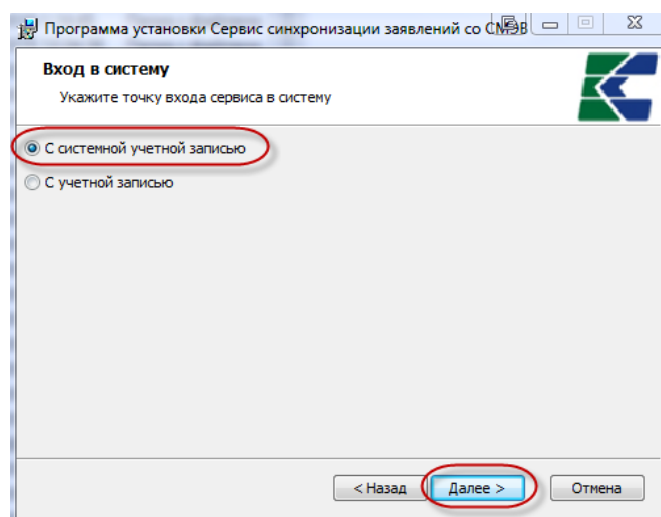 Программа установки Сервис синхронизации заявлений со СМЭВ
Вход в систему
Укажите точку входа сервиса в систему
С системной учетной записью
С учетной записью
< Назад
Далее >
Отмена